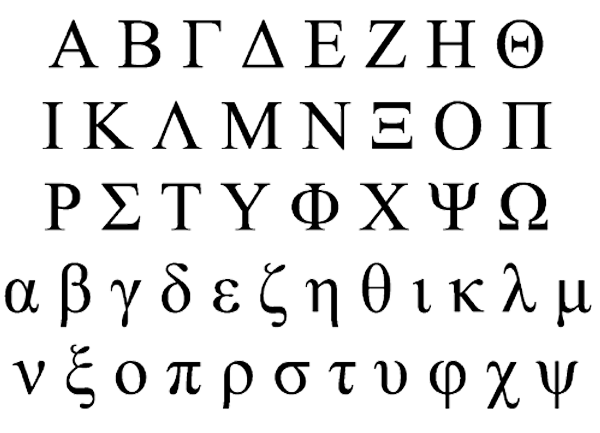 Α Β Γ Δ Ε Ζ Η Θ
Ι Κ Λ Μ Ν Ξ Ο Π
Ρ Σ Τ Υ Φ Χ Ψ Ω
α β γ δ ε ζ η θ ι κ λ μ
ν ξ ο π ρ σ τ υ φ χ ψ